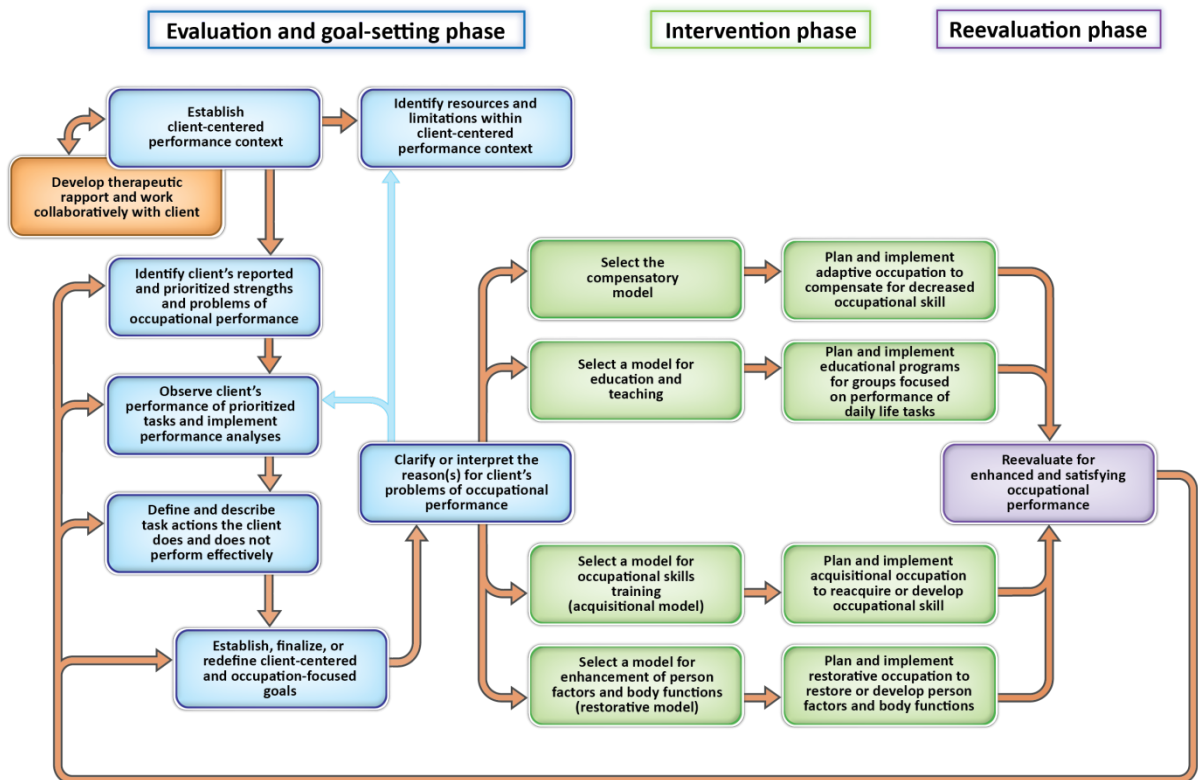 Evaluation and goal-setting phase
Intervention phase
Reevaluation phase
Establish
client-centered
performance context
Identify resources and
limitations within
client-centered
performance context
Develop therapeutic
rapport and work
collaboratively with client
Identify client's reported
and prioritized strengths
and problems of
occupational performance
Observe client's
performance of prioritized
tasks and implement
performance analyses
Define and describe
task actions the client
does and does not
perform effectively
Establish, finalize, or
redefine client-centered
and occupation-focused
goals
Clarify or interpret the
reason(s) for client's
problems of occupational
performance
Select the
compensatory
model
Plan and implement
adaptive occupation to
compensate for decreased
occupational skill
Select a model for
education and
teaching
Plan and implement
educational programs
for groups focused
on performance of
daily life tasks
Select a model for
occupational skills
training
(acquisitional model)
Plan and implement
acquisitional occupation
to reacquire or develop
occupational skill
Select a model for
enhancement of person
factors and body functions
(restorative model)
Plan and implement
restorative occupation to
restore or develop person
factors and body functions
Reevaluate for
enhanced and satisfying
occupational
performance